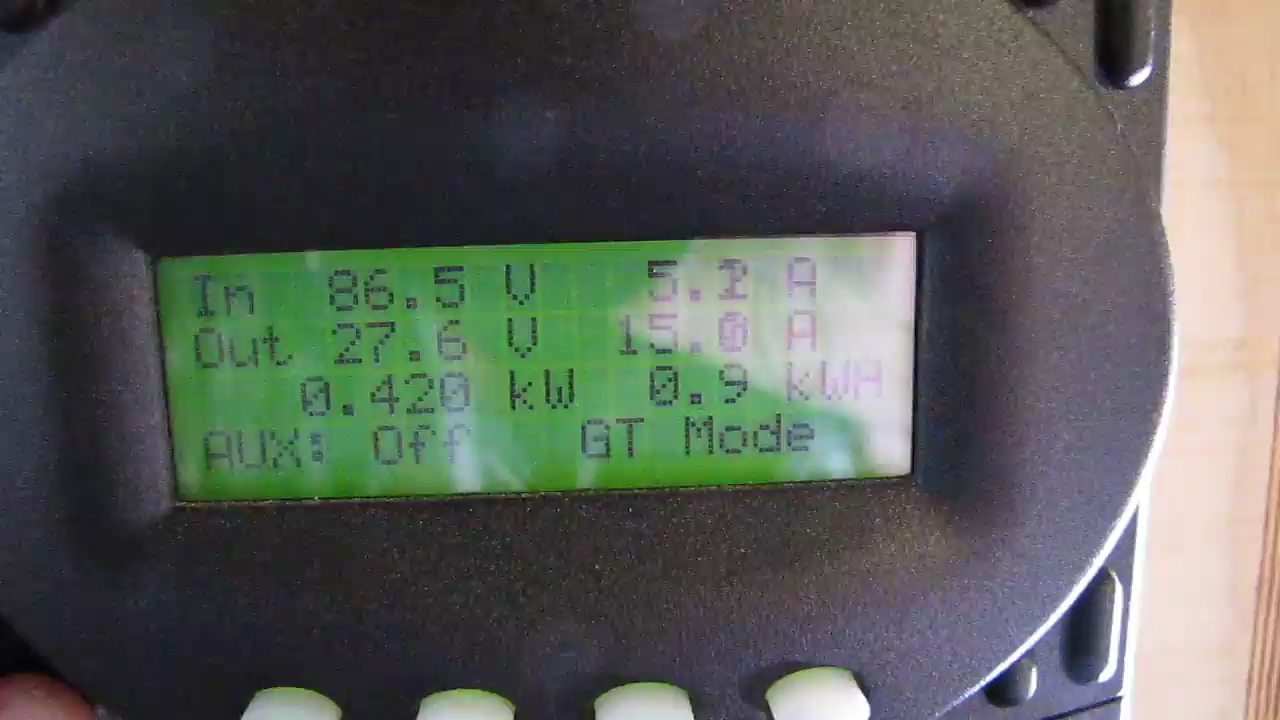 In 86.5 V 5. A
Out 27.6 V 15.0 A
0.420 kW 0.9 kWH
AUX: Off GT Mode